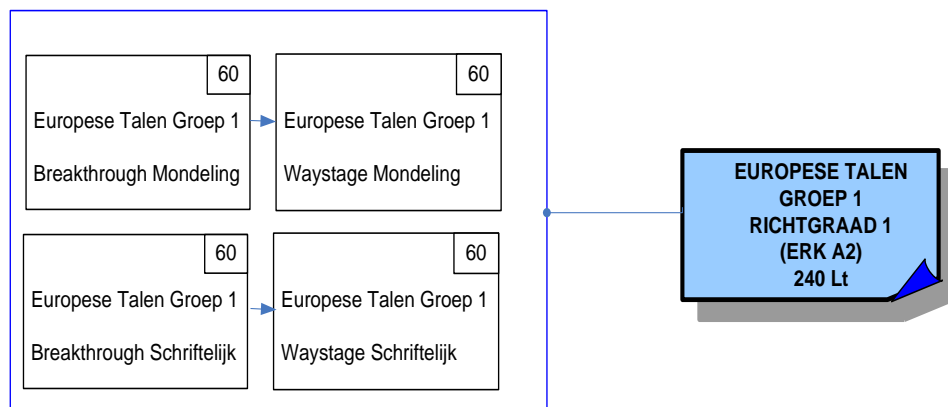 60
Europese Talen Groep 1
Breakthrough Mondeling
60
Europese Talen Groep 1
Waystage Mondeling
60
Europese Talen Groep 1
Breakthrough Schriftelijk
60
Europese Talen Groep 1
Waystage Schriftelijk
EUROPESE TALEN
GROEP 1
RICHTGRAAD 1
(ERK A2)
240 Lt